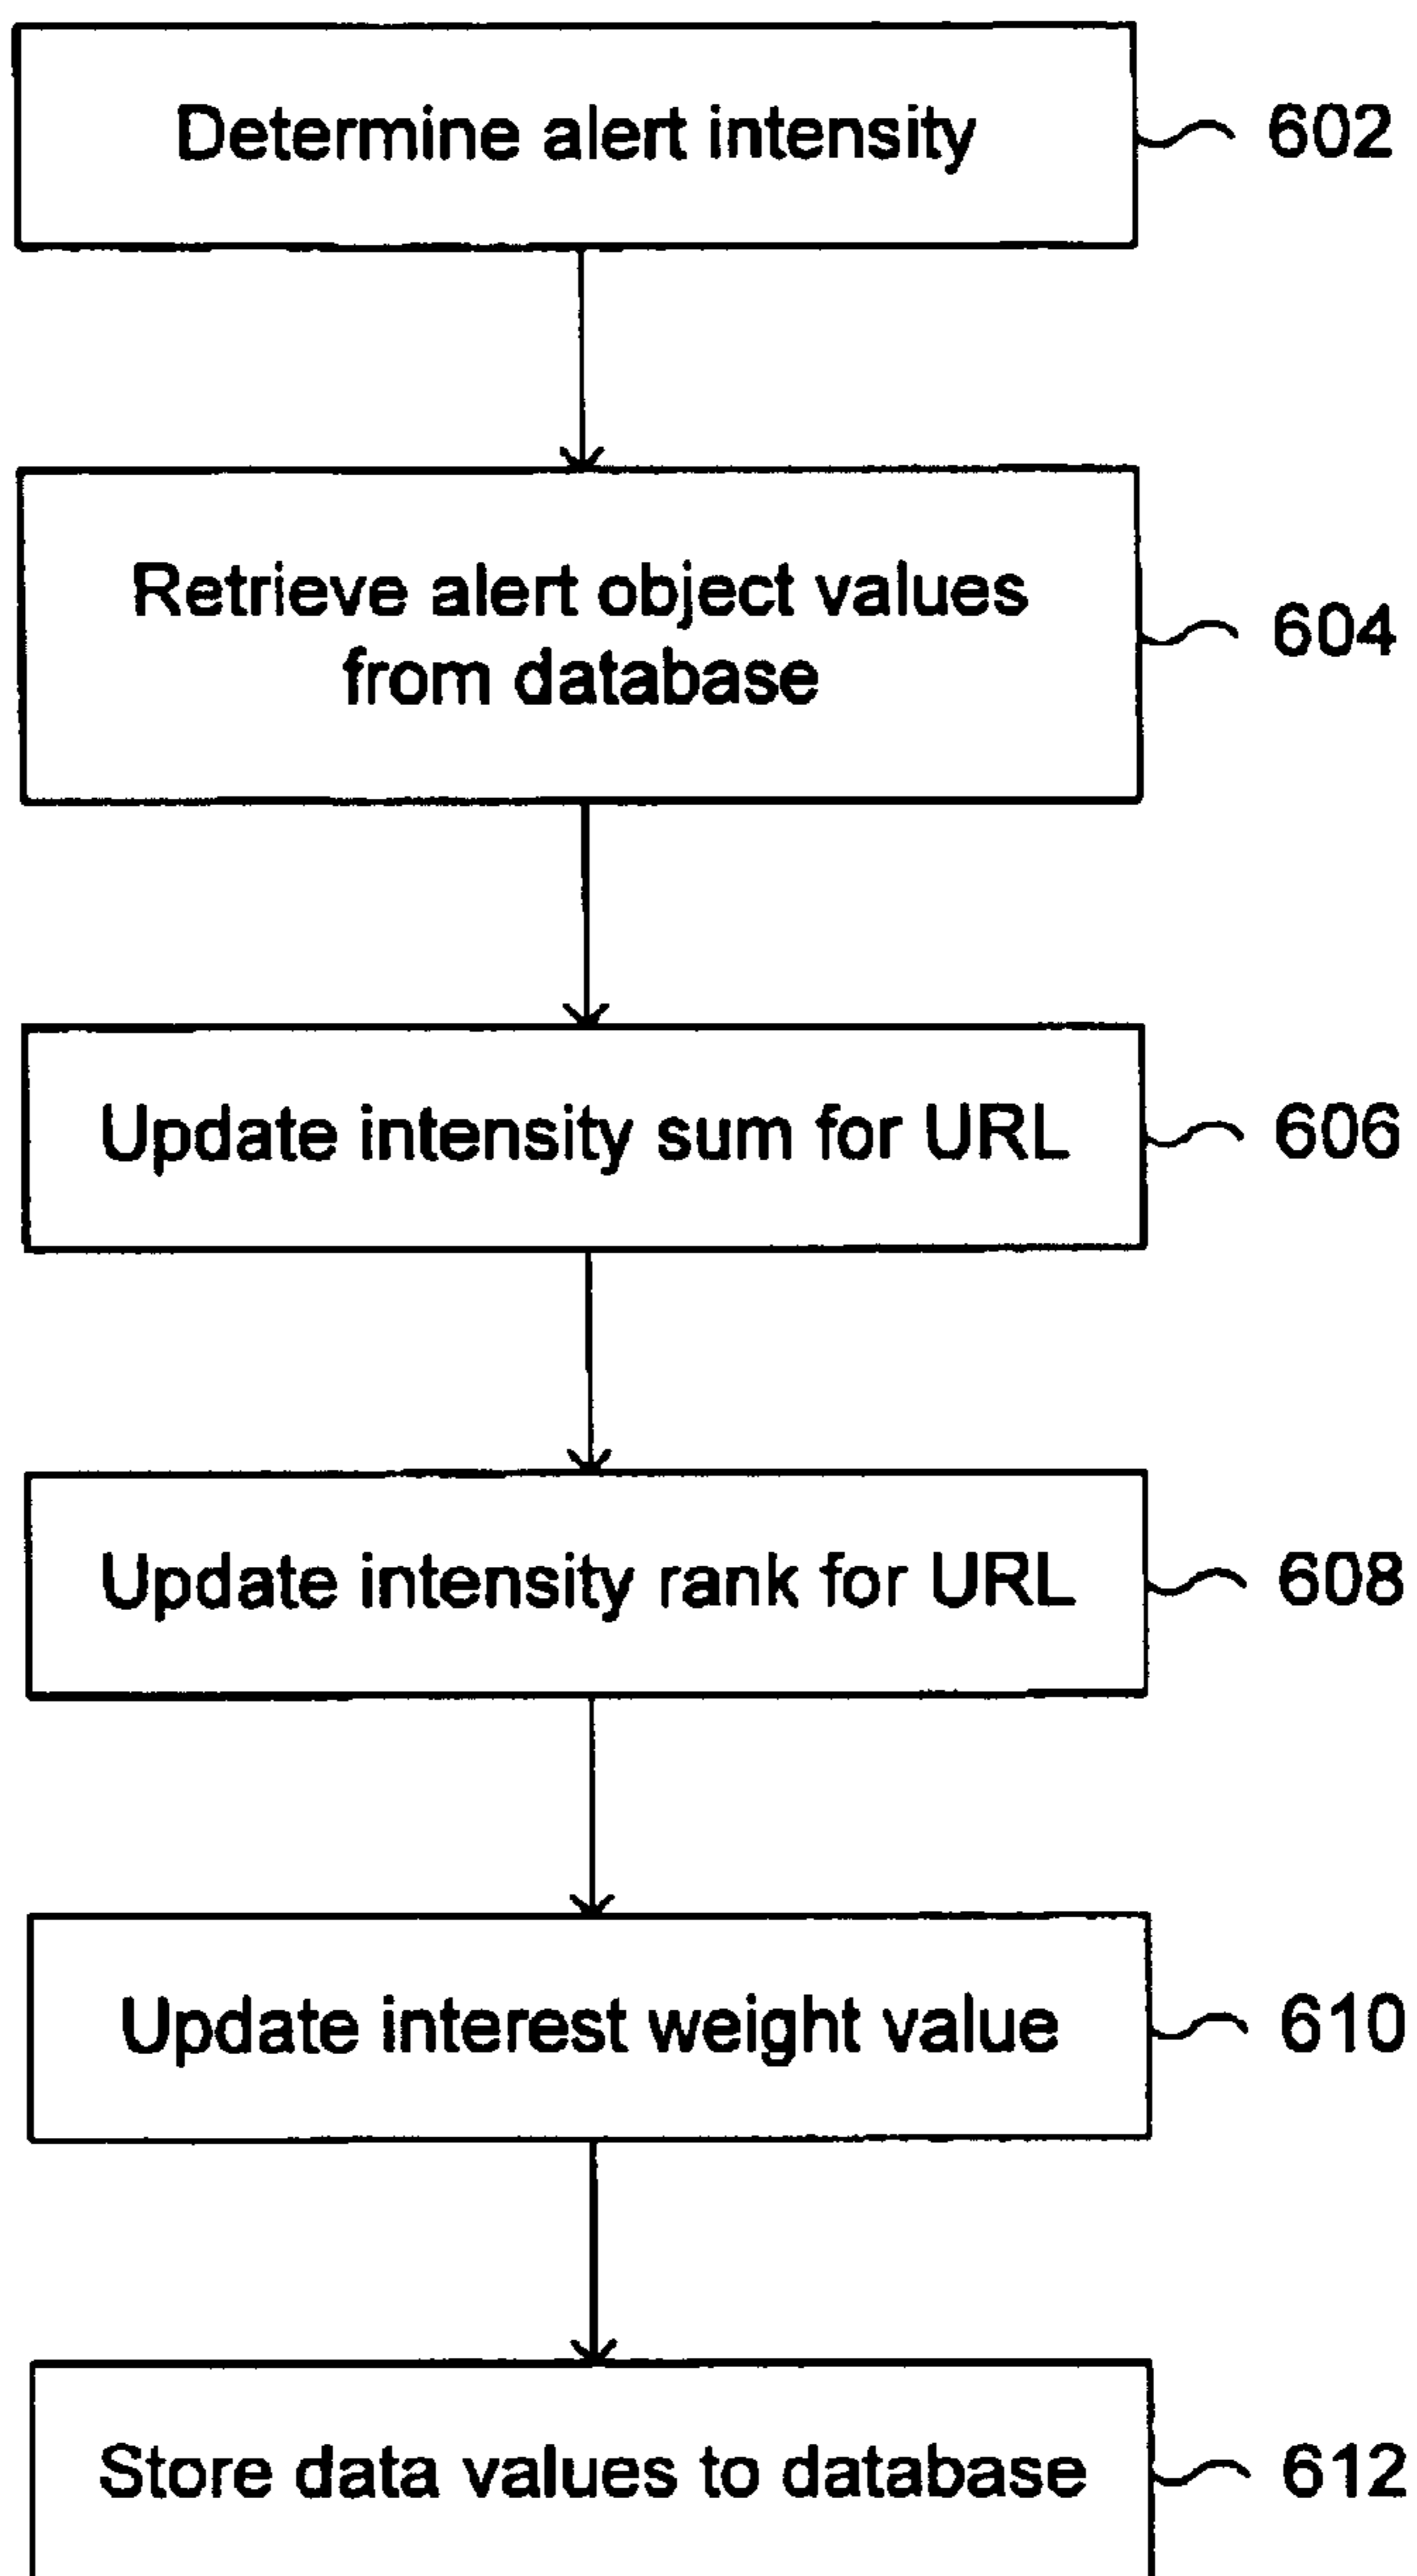 Determine alert intensity
602
Retrieve alert object values
from database
604
Update intensity sum for URL
606
Update intensity rank for URL
608
Update interest weight value
610
Store data values to database
612